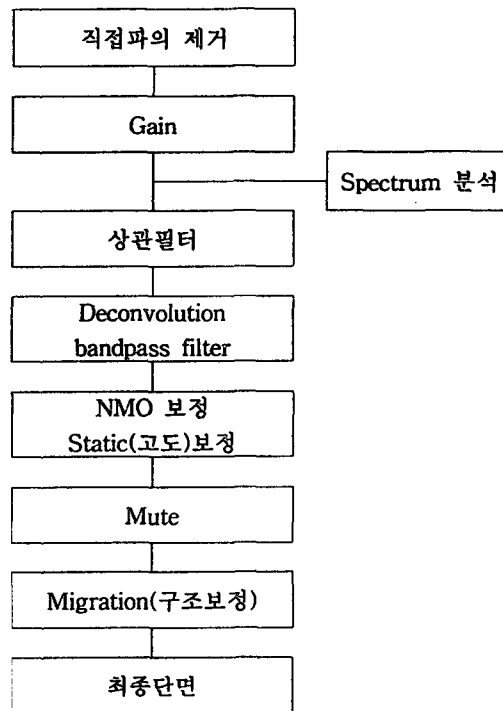 직접파의 제거
Gain
Spectrum 분석
상관필터
Deconvolution
bandpass filter
NMO 보정
Static(고도)보정
Mute
Migration(구조보정)
최종단면